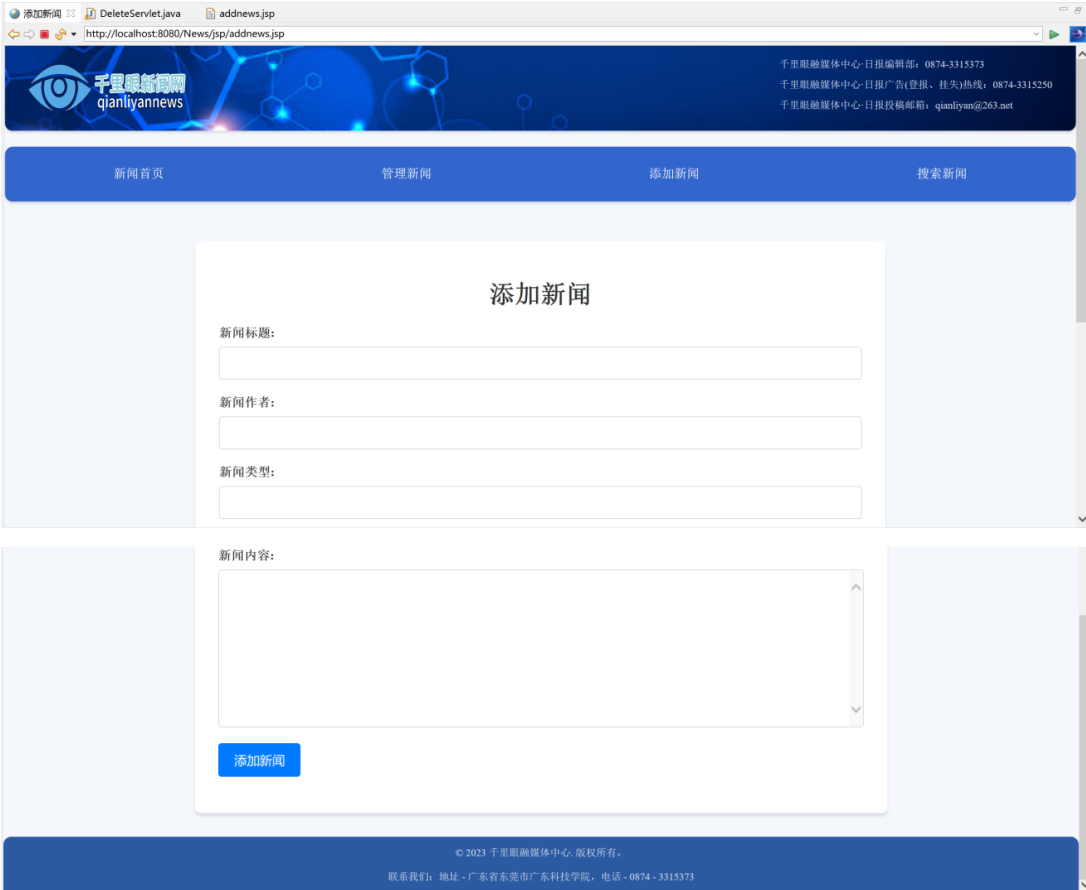 添加新闻 DeleteServlet.java addnews.jsp
http://localhost:8080/News/jsp/addnews.jsp
千里眼新闻网
qianliyannews
千里眼融媒体中心·日报编辑部：0874-3315373
千里眼融媒体中心·日报广告(登报、挂失)热线：0874-3315250
千里眼融媒体中心·日报投稿邮箱：qianliyan@263.net
新闻首页 管理新闻 添加新闻 搜索新闻
添加新闻
新闻标题:
新闻作者:
新闻类型:
新闻内容:
添加新闻
© 2023 千里眼融媒体中心. 版权所有。
联系我们：地址 - 广东省东莞市广东科技学院，电话 - 0874 - 3315373